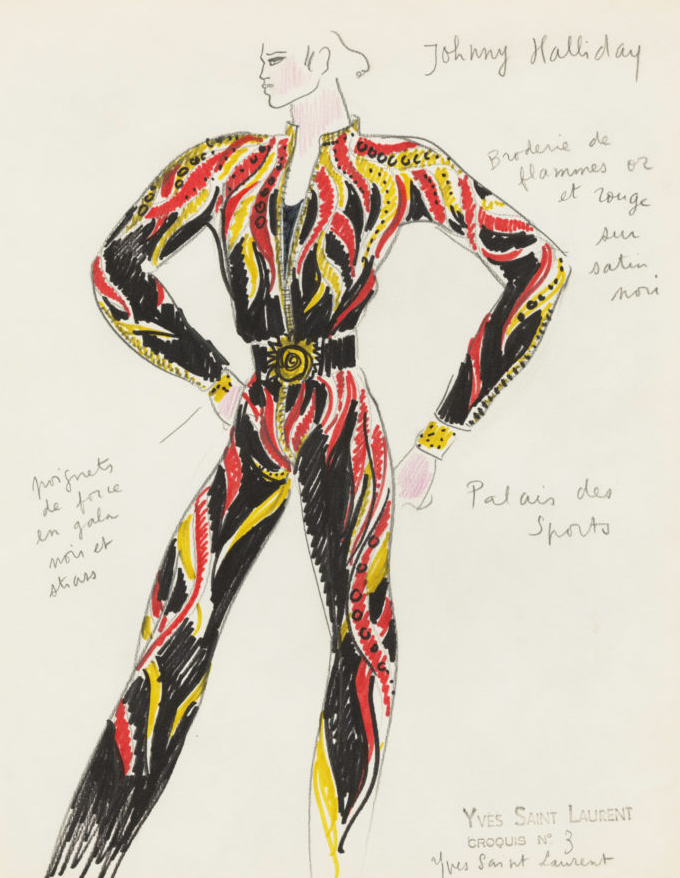 Johnny Halliday
Broderie de
flammes or
et rouge
sur
satin
noir
poignets
de force
en galon
noir et
strass
Palais des
Sports
YVES SAINT LAURENT
CROQUIS N° 3
Yves Saint Laurent